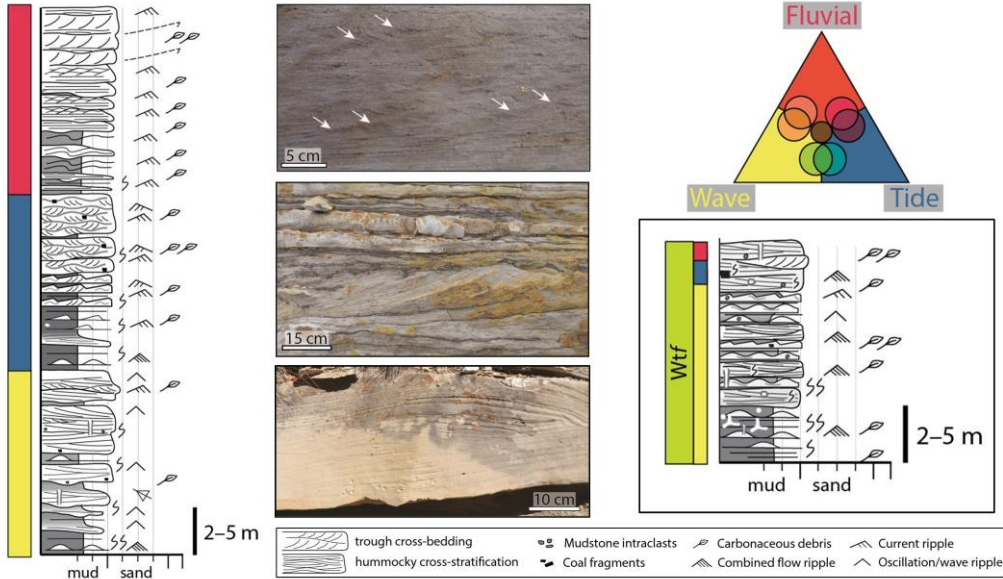 2–5 m
mud sand
5 cm
15 cm
10 cm
Fluvial
Wave
Tide
Wtf
2–5 m
mud sand
trough cross-bedding
hummocky cross-stratification
Mudstone intraclasts
Coal fragments
Carbonaceous debris
Combined flow ripple
Current ripple
Oscillation/wave ripple